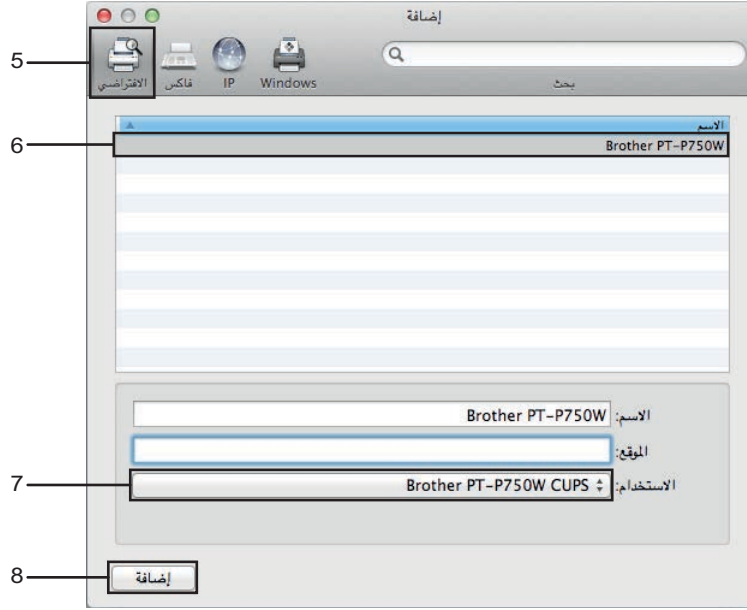 إضافة
5
الافتراضي فاكس IP Windows
بحث
الاسم
6
Brother PT-P750W
الاسم: Brother PT-P750W
الموقع:
7
الاستخدام: Brother PT-P750W CUPS
8
إضافة